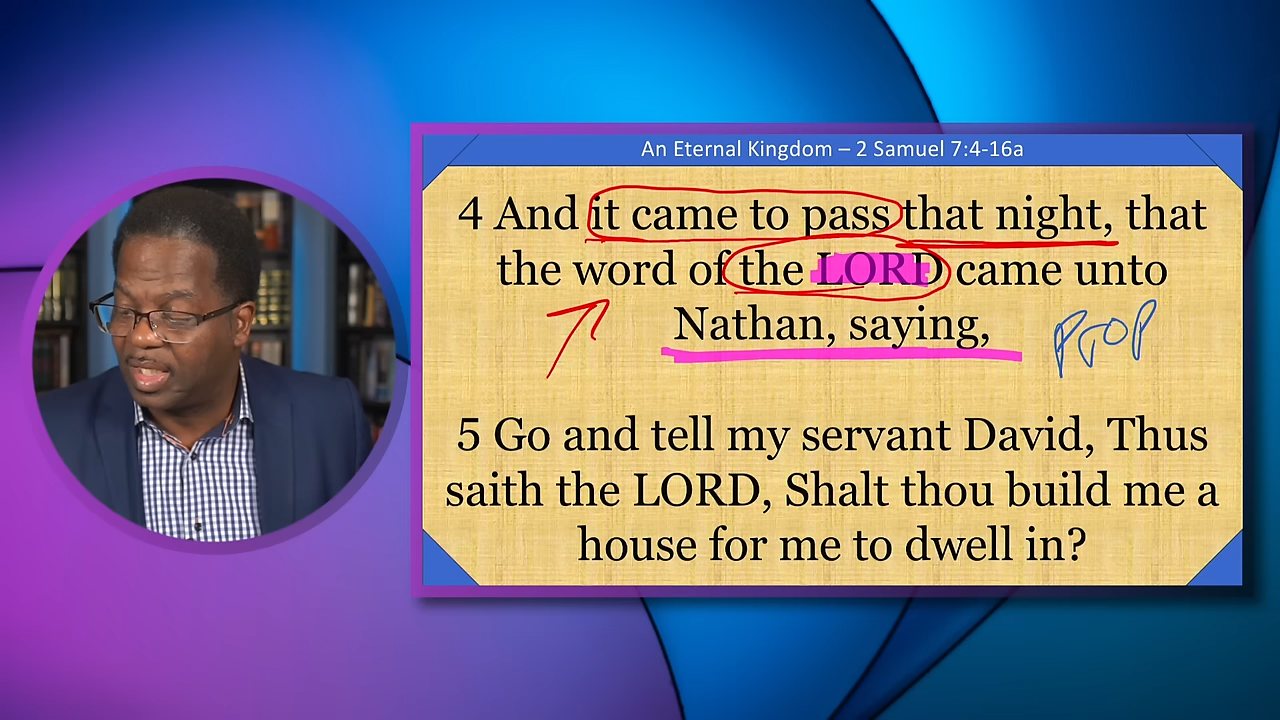 An Eternal Kingdom – 2 Samuel 7:4-16a
4 And it came to pass that night, that
the word of the LORD came unto
Nathan, saying,
Prop
5 Go and tell my servant David, Thus
saith the LORD, Shalt thou build me a
house for me to dwell in?